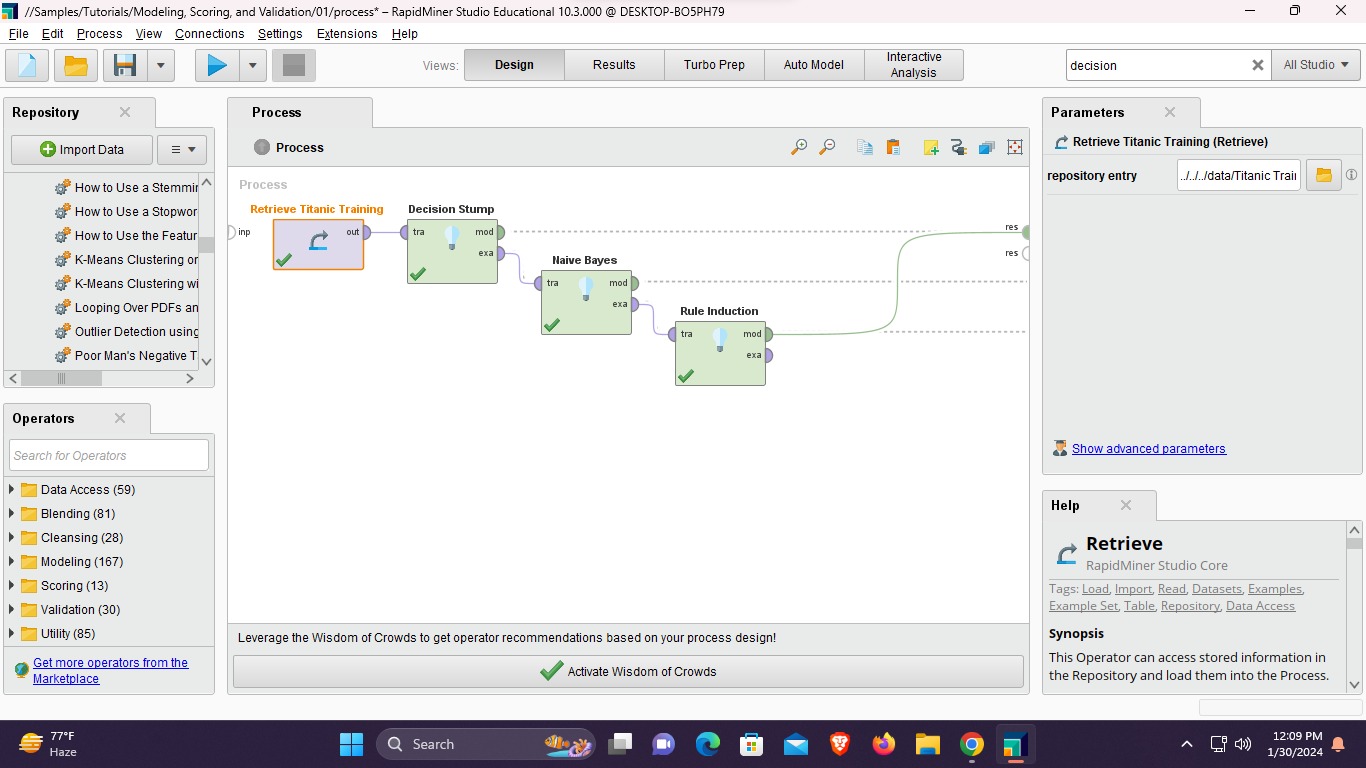 //Samples/Tutorials/Modeling, Scoring, and Validation/01/process* – RapidMiner Studio Educational 10.3.000 @ DESKTOP-BO5PH79
File Edit Process View Connections Settings Extensions Help
Views: Design Results Turbo Prep Auto Model Interactive Analysis
decision All Studio
Repository
Import Data
How to Use a Stemmir
How to Use a Stopwor
How to Use the Featur
K-Means Clustering or
K-Means Clustering wi
Looping Over PDFs an
Outlier Detection using
Poor Man's Negative T
Operators
Search for Operators
Data Access (59)
Blending (81)
Cleansing (28)
Modeling (167)
Scoring (13)
Validation (30)
Utility (85)
Get more operators from the
Marketplace
Process
Process
Process
Retrieve Titanic Training
inp
out
Decision Stump
tra mod
exa
Naive Bayes
tra mod
exa
Rule Induction
tra mod
exa
res
res
Leverage the Wisdom of Crowds to get operator recommendations based on your process design!
Activate Wisdom of Crowds
Parameters
Retrieve Titanic Training (Retrieve)
repository entry ../../../data/Titanic Trai
Show advanced parameters
Help
Retrieve
RapidMiner Studio Core
Tags: Load, Import, Read, Datasets, Examples,
Example Set, Table, Repository, Data Access
Synopsis
This Operator can access stored information in
the Repository and load them into the Process.
77°F
Haze
Search
12:09 PM
1/30/2024